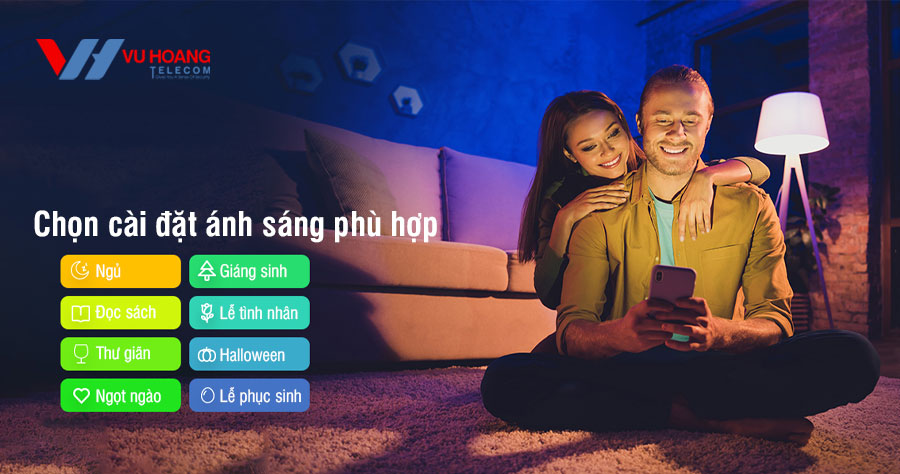 VH VU HOANG
TELECOM
Chọn cài đặt ánh sáng phù hợp
Ngủ
Giáng sinh
Đọc sách
Lễ tình nhân
Thư giãn
Halloween
Ngọt ngào
Lễ phục sinh